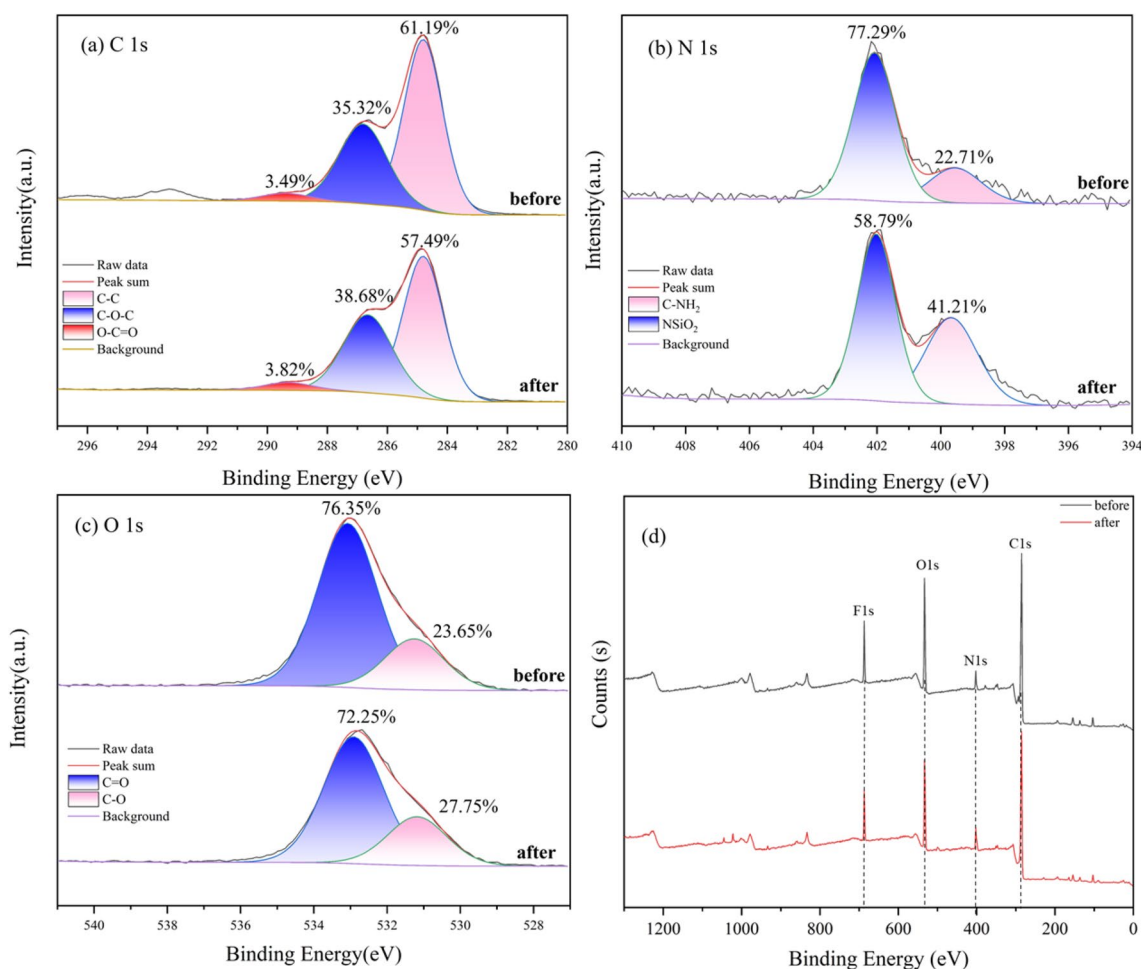 (a) C 1s
61.19%
35.32%
3.49%
before
57.49%
38.68%
3.82%
after
Raw data
Peak sum
C-C
C-O-C
O-C=O
Background
Intensity(a.u.)
296 294 292 290 288 286 284 282 280
Binding Energy (eV)
(b) N 1s
77.29%
22.71%
before
58.79%
41.21%
after
Raw data
Peak sum
C-NH₂
NSiO₂
Background
Intensity(a.u.)
410 408 406 404 402 400 398 396 394
Binding Energy (eV)
(c) O 1s
76.35%
23.65%
before
72.25%
27.75%
after
Raw data
Peak sum
C=O
C-O
Background
Intensity(a.u.)
540 538 536 534 532 530 528
Binding Energy(eV)
(d)
before
after
C1s
O1s
F1s
N1s
Counts (s)
1200 1000 800 600 400 200 0
Binding Energy (eV)